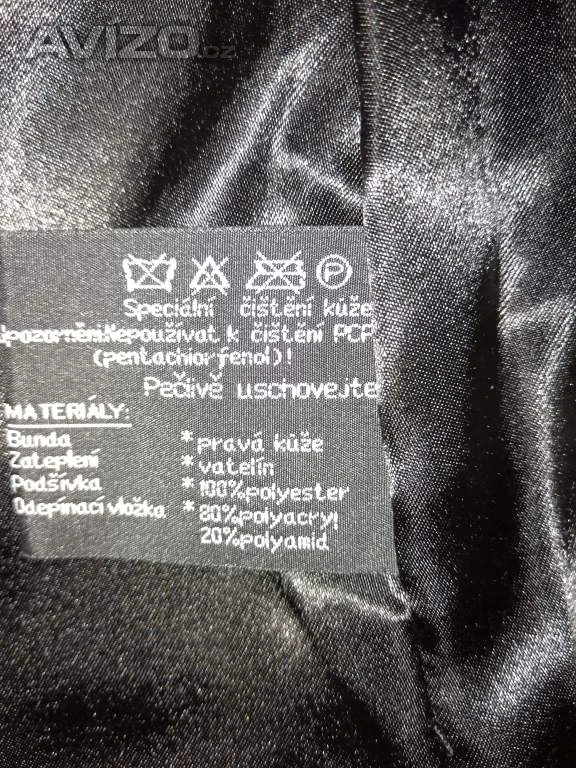 AVIZO.cz
P
Speciální čištění kůže
Upozornění:Nepoužívat k čištění PCP
(pentachlorfenol)!
Pečlivě uschovejte
MATERIÁLY:
Bunda * pravá kůže
Zateplení * vatelín
Podšívka * 100%polyester
Odepínací vložka * 80%polyacryl
20%polyamid